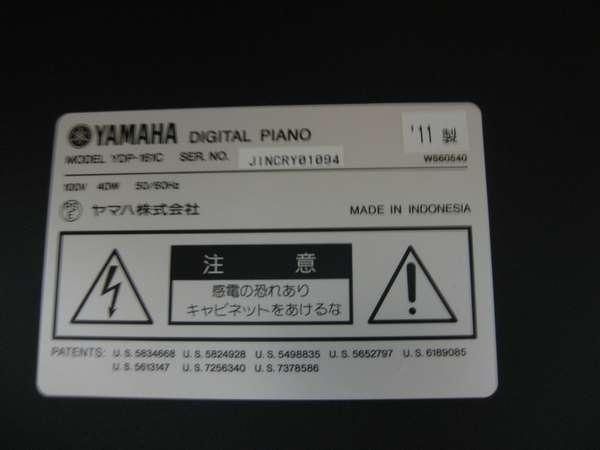 YAMAHA DIGITAL PIANO '11 製
MODEL YDP-161C SER. NO. JINCRY01094 W660540
100V 40W 50/60Hz
ヤマハ株式会社 MADE IN INDONESIA
注 意
感電の恐れあり
キャビネットをあけるな
PATENTS: U.S. 5834668 U.S. 5824928 U.S. 5498835 U.S. 5652797 U.S. 6189085
U.S. 5613147 U.S. 7256340 U.S. 7378586